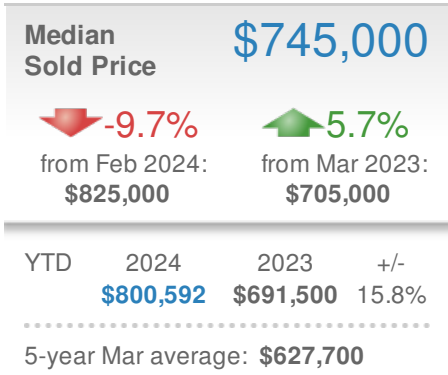 Median $745,000
Sold Price
-9.7% 5.7%
from Feb 2024: from Mar 2023:
$825,000 $705,000
YTD 2024 2023 +/-
$800,592 $691,500 15.8%
5-year Mar average: $627,700